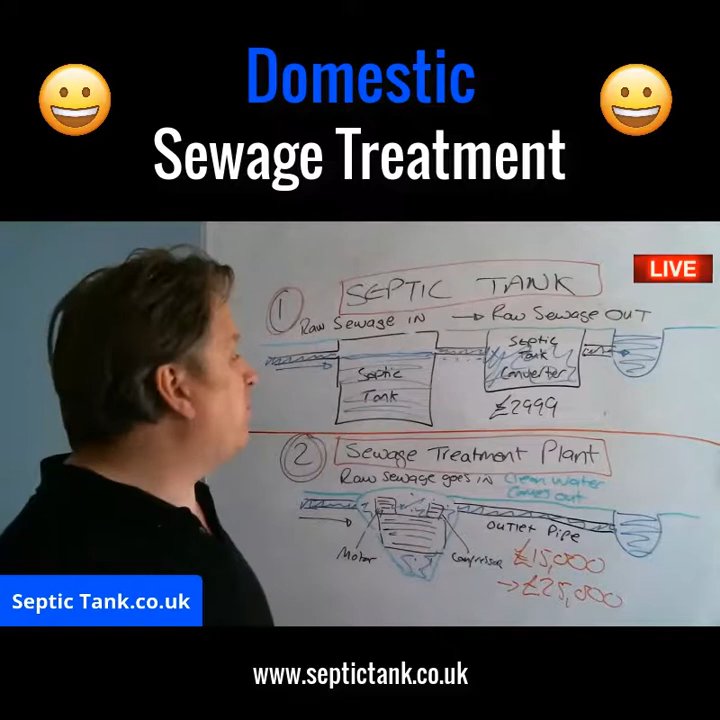 Domestic
Sewage Treatment
LIVE
1 SEPTIC TANK
Raw Sewage IN → Raw Sewage OUT
Septic
Tank
Septic
Tank
Converter
£2999
2 Sewage Treatment Plant
Raw Sewage goes IN Clean Water
Comes out
OUTLET Pipe
Motor
£15,000
→ £25,000
Septic Tank.co.uk
www.septictank.co.uk